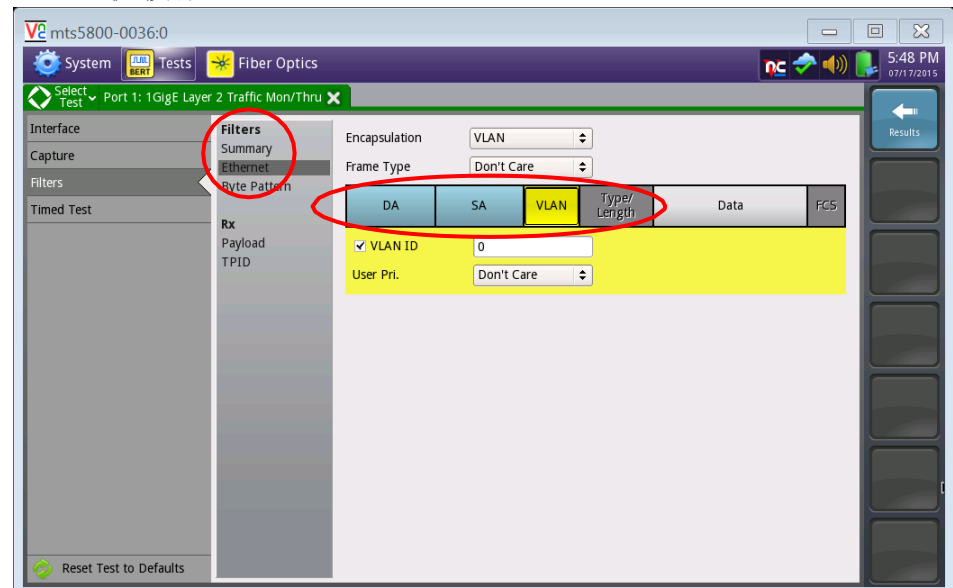 mts5800-0036:0
System
BERT
Tests
Fiber Optics
5:48 PM
07/17/2015
Select
Test
Port 1: 1GigE Layer 2 Traffic Mon/Thru
Results
Interface
Capture
Filters
Timed Test
Filters
Summary
Ethernet
Byte Pattern
Rx
Payload
TPID
Encapsulation
VLAN
Frame Type
Don't Care
DA
SA
VLAN
Type/
Length
Data
FCS
VLAN ID
0
User Pri.
Don't Care
Reset Test to Defaults